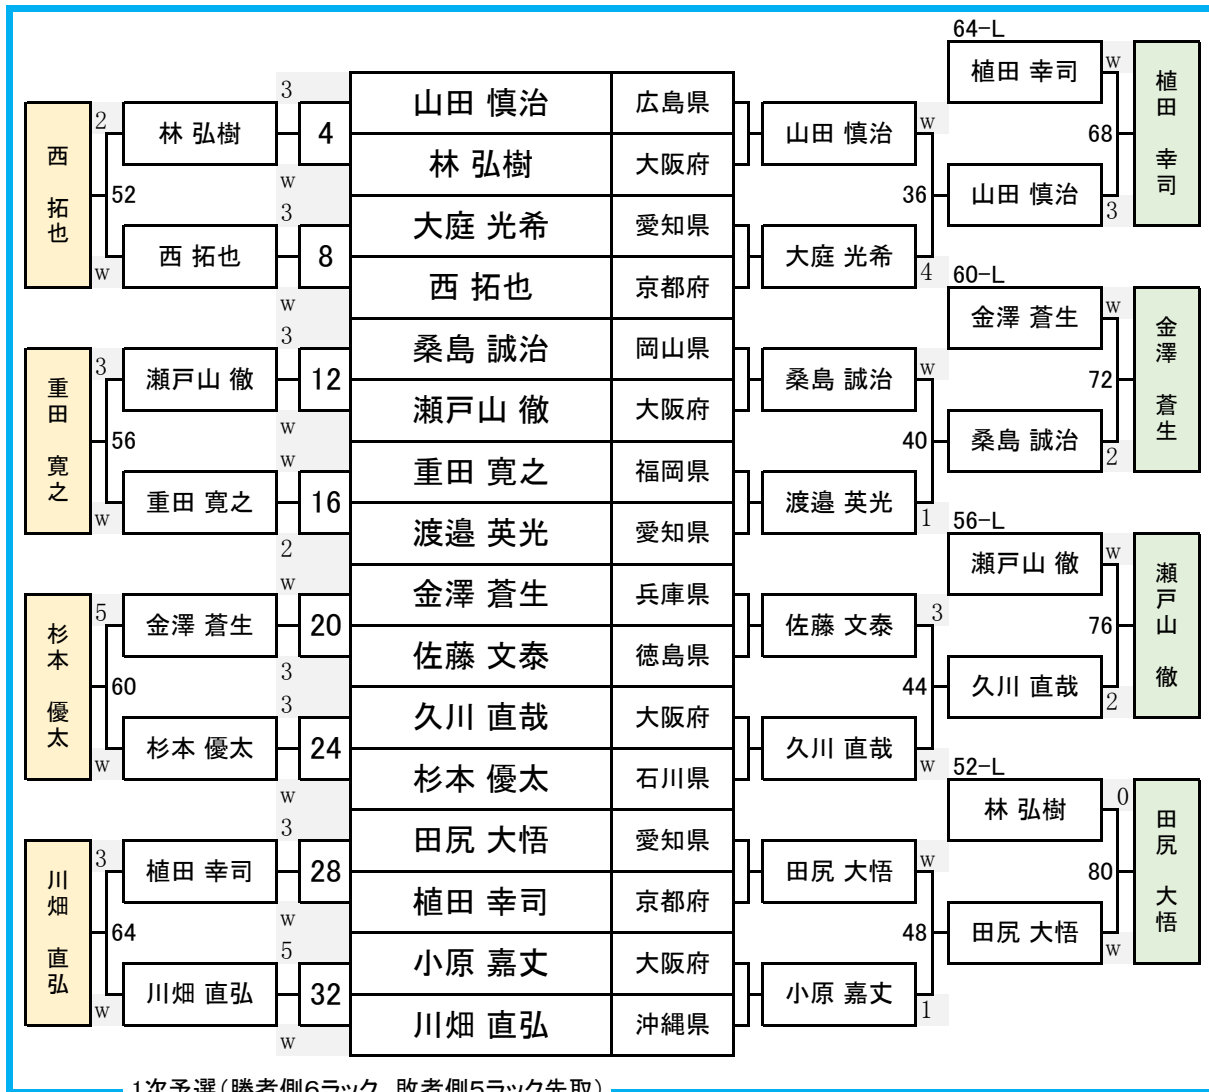 64-L
植田 幸司 w
植田 幸司
3
山田 慎治 広島県
2
林 弘樹
4
山田 慎治
w
68
西 拓也
林 弘樹 大阪府
w
52
36
山田 慎治
3
3
大庭 光希 愛知県
西 拓也
8
大庭 光希
w
4
60-L
西 拓也 京都府
w
金澤 蒼生 w
金澤 蒼生
3
桑島 誠治 岡山県
3
瀬戸山 徹
12
桑島 誠治
w
72
重田 寛之
瀬戸山 徹 大阪府
w
56
40
桑島 誠治
2
w
重田 寛之 福岡県
重田 寛之
16
渡邉 英光
w
1
56-L
渡邉 英光 愛知県
2
瀬戸山 徹 w
瀬戸山 徹
w
金澤 蒼生 兵庫県
5
金澤 蒼生
20
佐藤 文泰
3
76
杉本 優太
佐藤 文泰 徳島県
3
60
44
久川 直哉
2
3
久川 直哉 大阪府
杉本 優太
24
久川 直哉
w
w
52-L
杉本 優太 石川県
w
林 弘樹 0
田尻 大悟
3
田尻 大悟 愛知県
3
植田 幸司
28
田尻 大悟
w
80
川畑 直弘
植田 幸司 京都府
w
64
48
田尻 大悟
w
5
小原 嘉丈 大阪府
川畑 直弘
32
小原 嘉丈
w
1
川畑 直弘 沖縄県
w
1次予選(勝者側6ラック、敗者側5ラック先取)